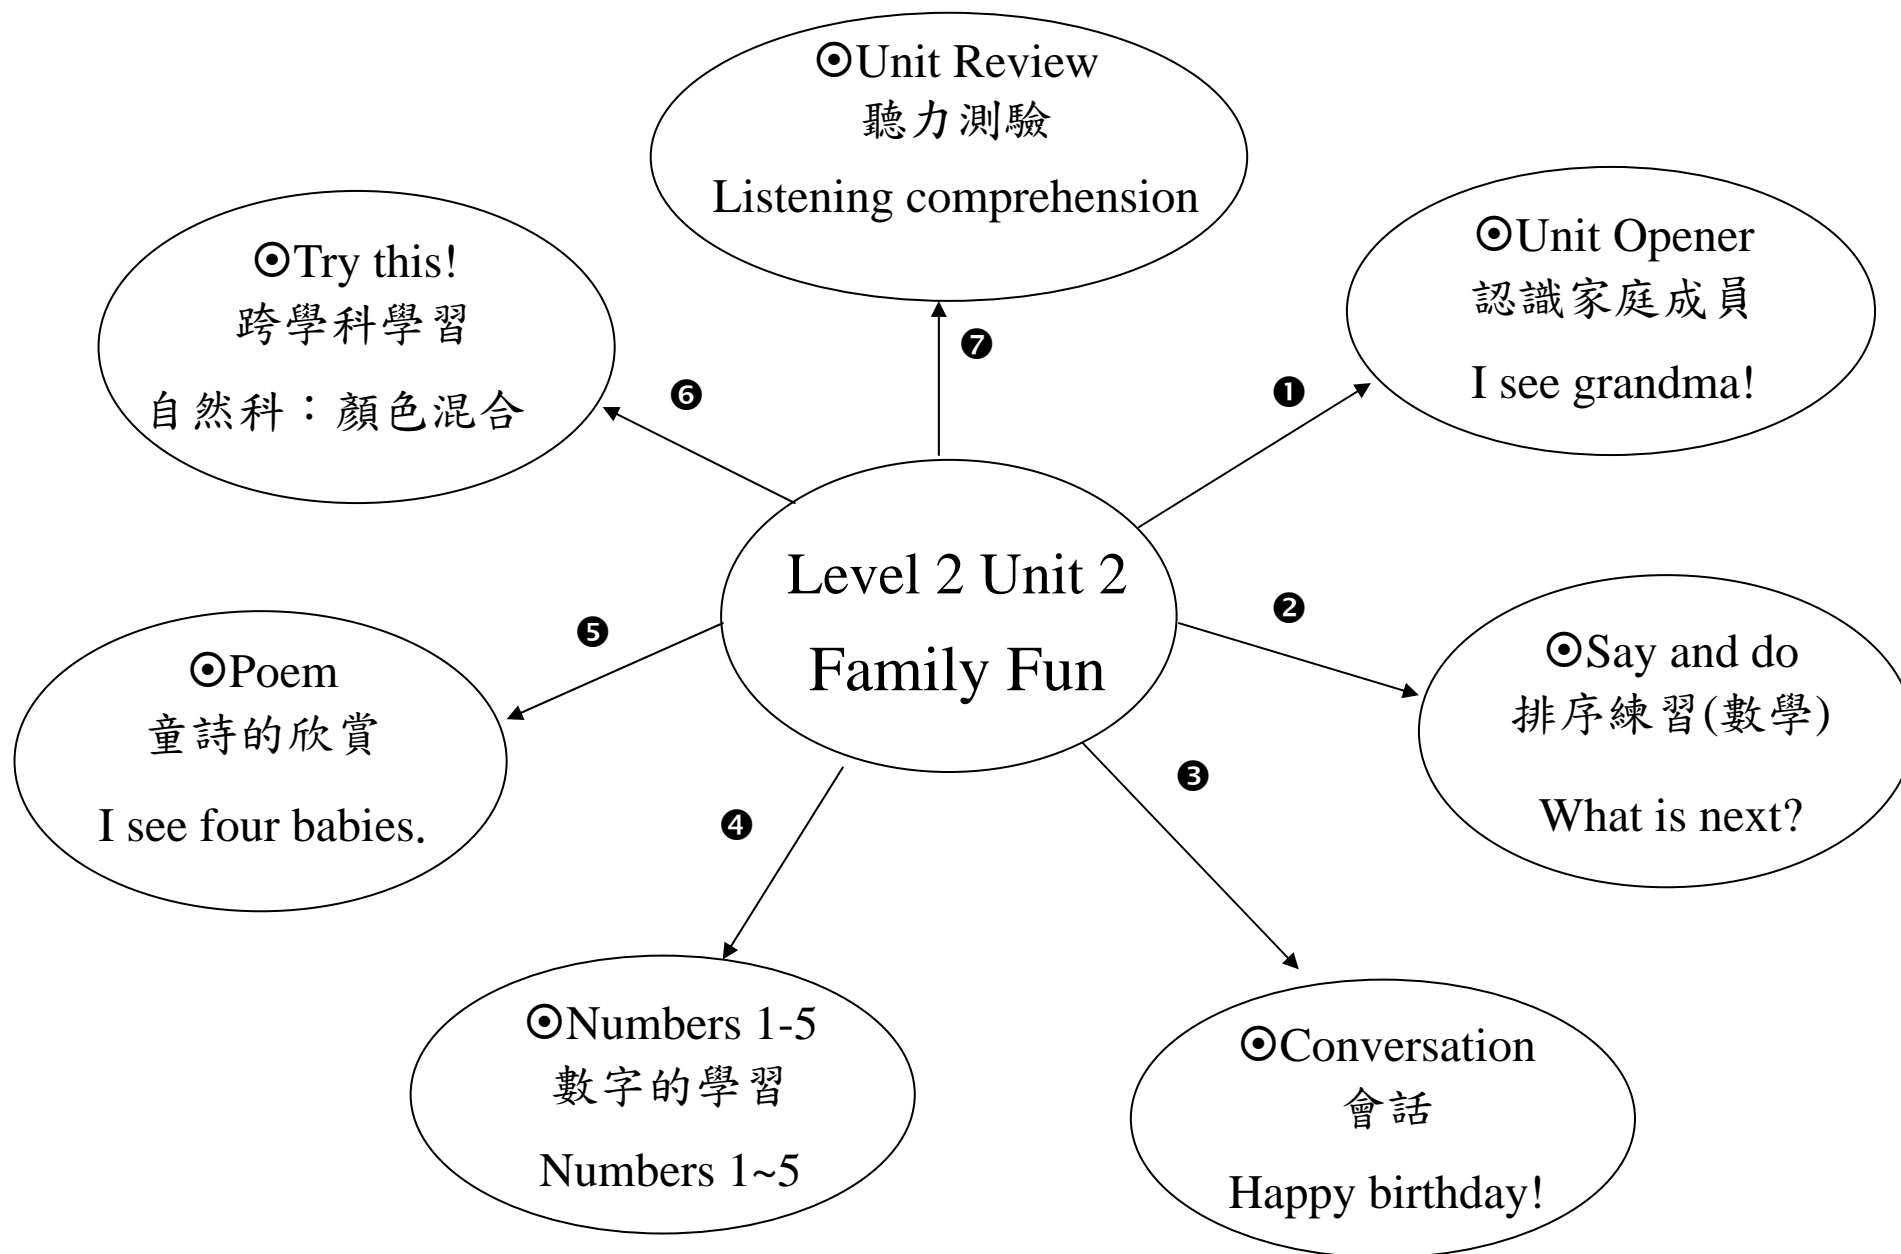 ⊙Unit Review
聽力測驗
Listening comprehension
⊙Try this!
跨學科學習
自然科：顏色混合
⊙Unit Opener
認識家庭成員
I see grandma!
❼
❻
❶
Level 2 Unit 2
Family Fun
❺
❷
⊙Poem
童詩的欣賞
I see four babies.
⊙Say and do
排序練習(數學)
What is next?
❹
❸
⊙Numbers 1-5
數字的學習
Numbers 1~5
⊙Conversation
會話
Happy birthday!